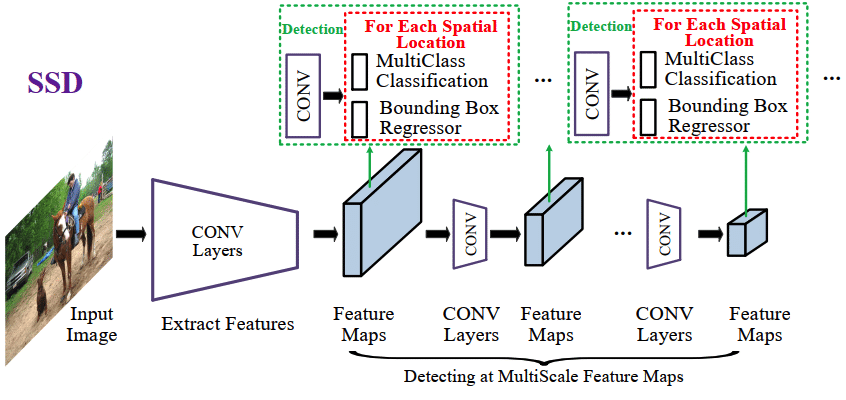 SSD
Detection
For Each Spatial
Location
CONV
MultiClass
Classification
Bounding Box
Regressor
...
Detection
For Each Spatial
Location
CONV
MultiClass
Classification
Bounding Box
Regressor
...
CONV
Layers
CONV
...
CONV
Input
Image
Extract Features
Feature
Maps
CONV
Layers
Feature
Maps
CONV
Layers
Feature
Maps
Detecting at MultiScale Feature Maps